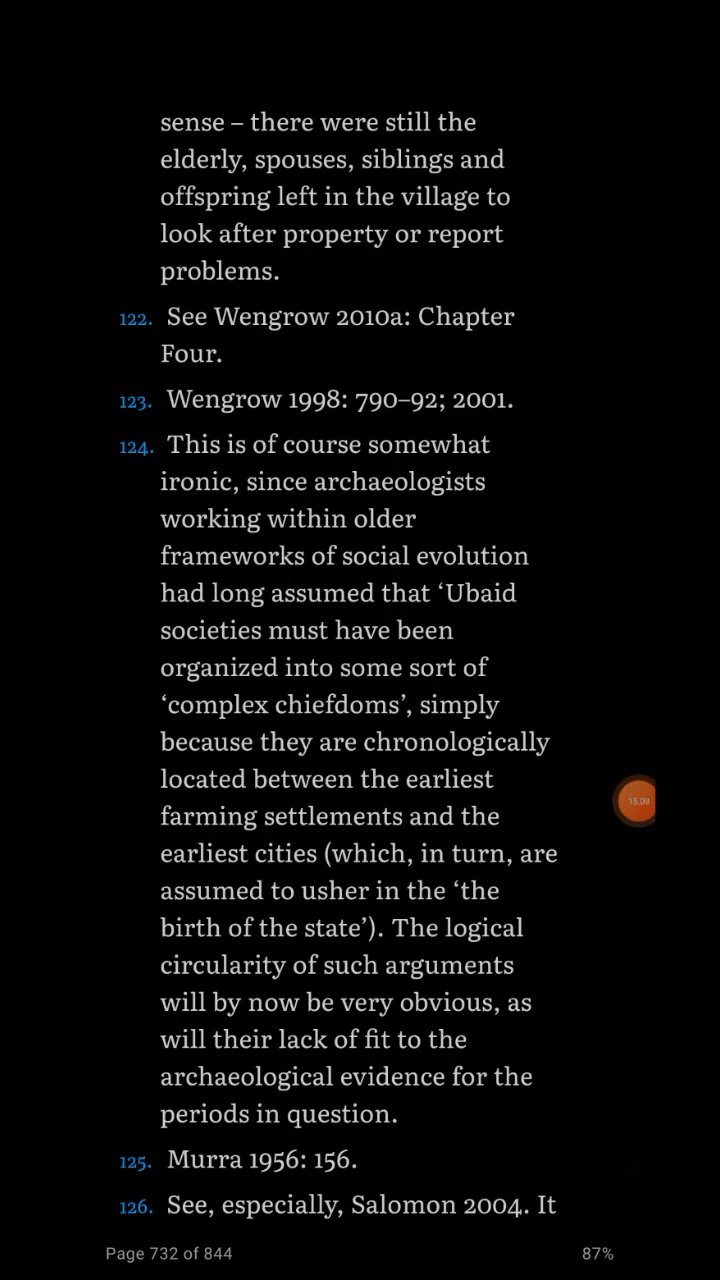 sense – there were still the
elderly, spouses, siblings and
offspring left in the village to
look after property or report
problems.
122. See Wengrow 2010a: Chapter
Four.
123. Wengrow 1998: 790–92; 2001.
124. This is of course somewhat
ironic, since archaeologists
working within older
frameworks of social evolution
had long assumed that ‘Ubaid
societies must have been
organized into some sort of
‘complex chiefdoms’, simply
because they are chronologically
located between the earliest
farming settlements and the
earliest cities (which, in turn, are
assumed to usher in the ‘the
birth of the state’). The logical
circularity of such arguments
will by now be very obvious, as
will their lack of fit to the
archaeological evidence for the
periods in question.
125. Murra 1956: 156.
126. See, especially, Salomon 2004. It
Page 732 of 844 87%